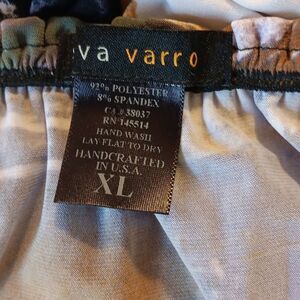 va varro
92% POLYESTER
8% SPANDEX
CA # 38037
RN 145514
HAND WASH
LAY FLAT TO DRY
HANDCRAFTED
IN U.S.A.
XL